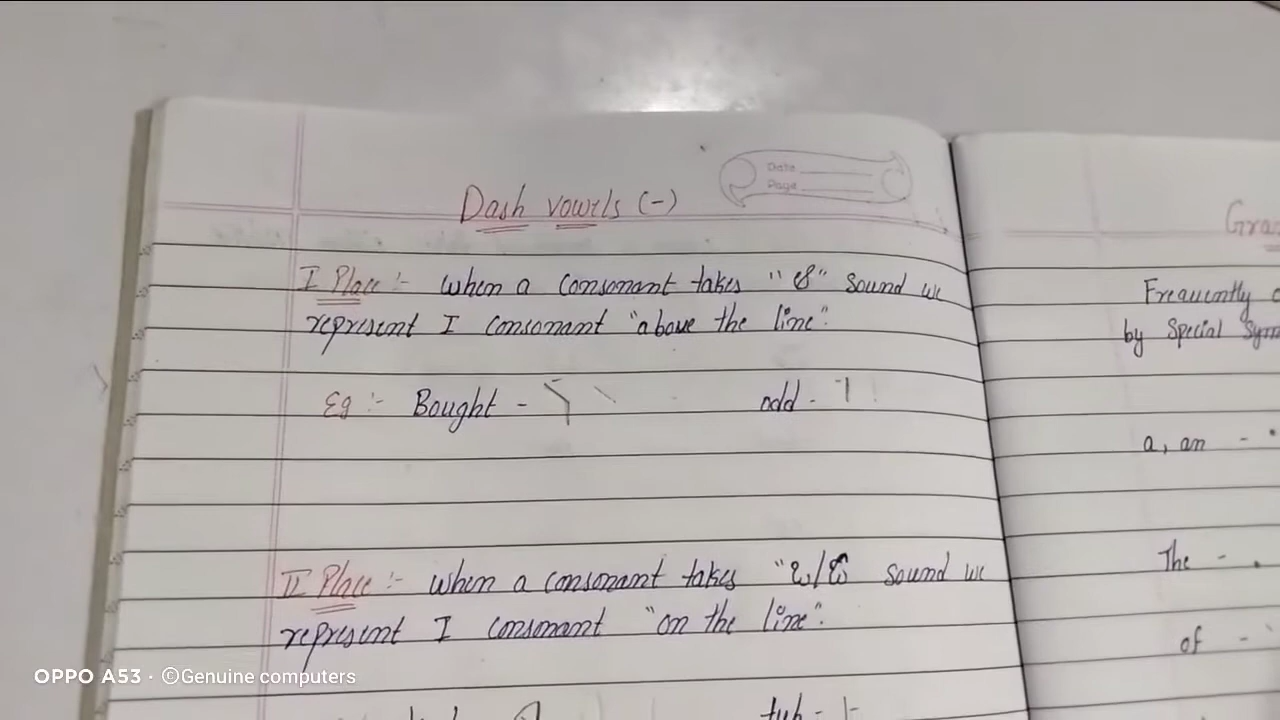 Date
Page
Dash vowels (-)
I Place :- when a consonant takes " ఆ" sound we
represent I consonant "above the line".
Eg :- Bought -
odd -
II Place :- when a consonant takes sound we
represent I consonant "on the line".
tub -
Gra
Frequently
by Special Sym
a, an -
The -
of -
OPPO A53 · ©Genuine computers